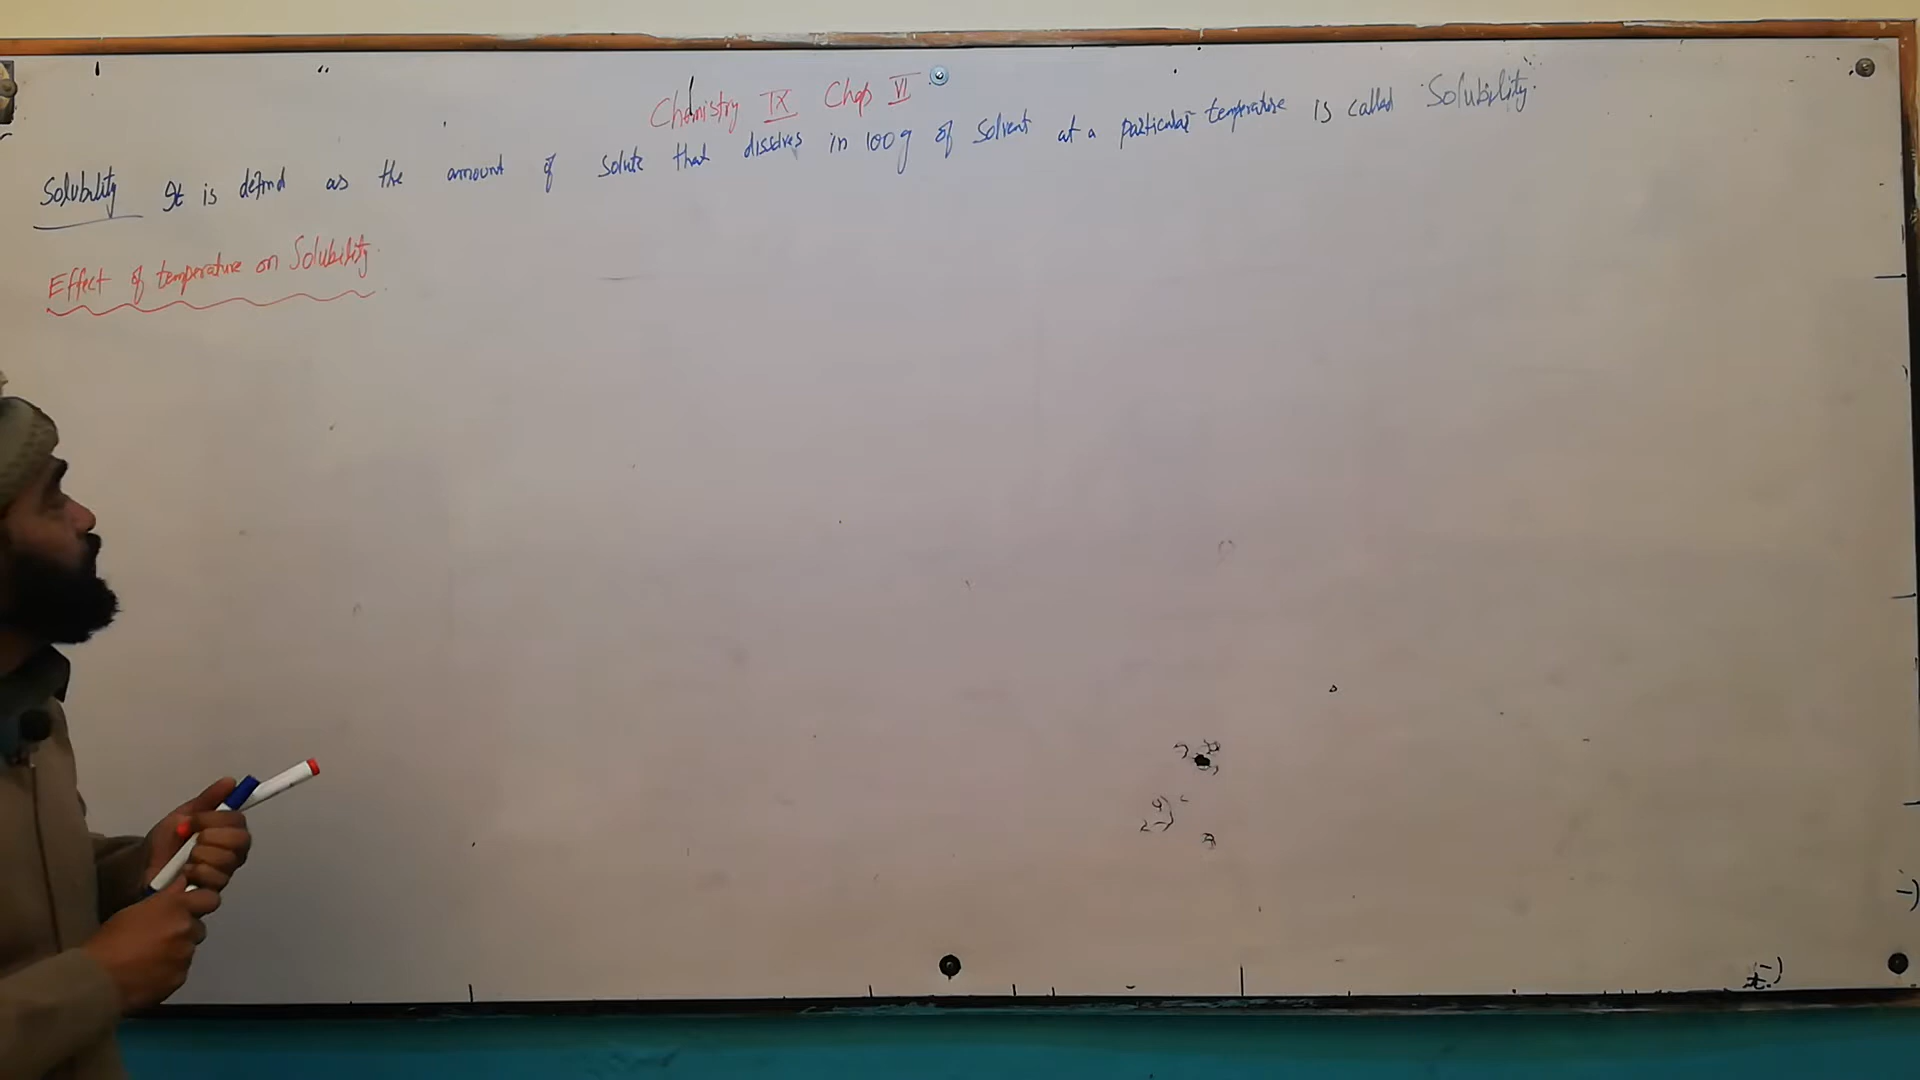 Chemistry IX Chap VI
Solubility It is defind as the amount of solute that dissolves in 100g of solvent at a particular temperature is called Solubility.
Effect of temperature on Solubility.